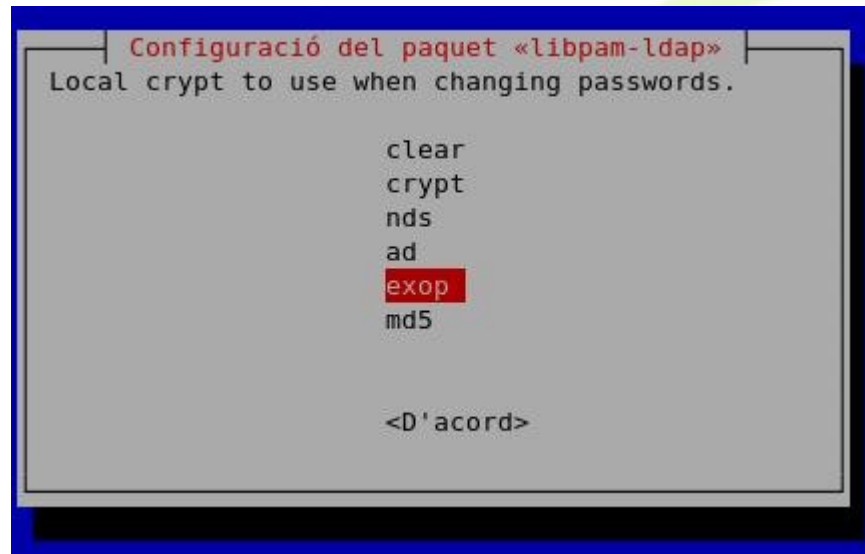 Configuració del paquet «libpam-ldap»
Local crypt to use when changing passwords.
clear
crypt
nds
ad
exop
md5
<D'acord>